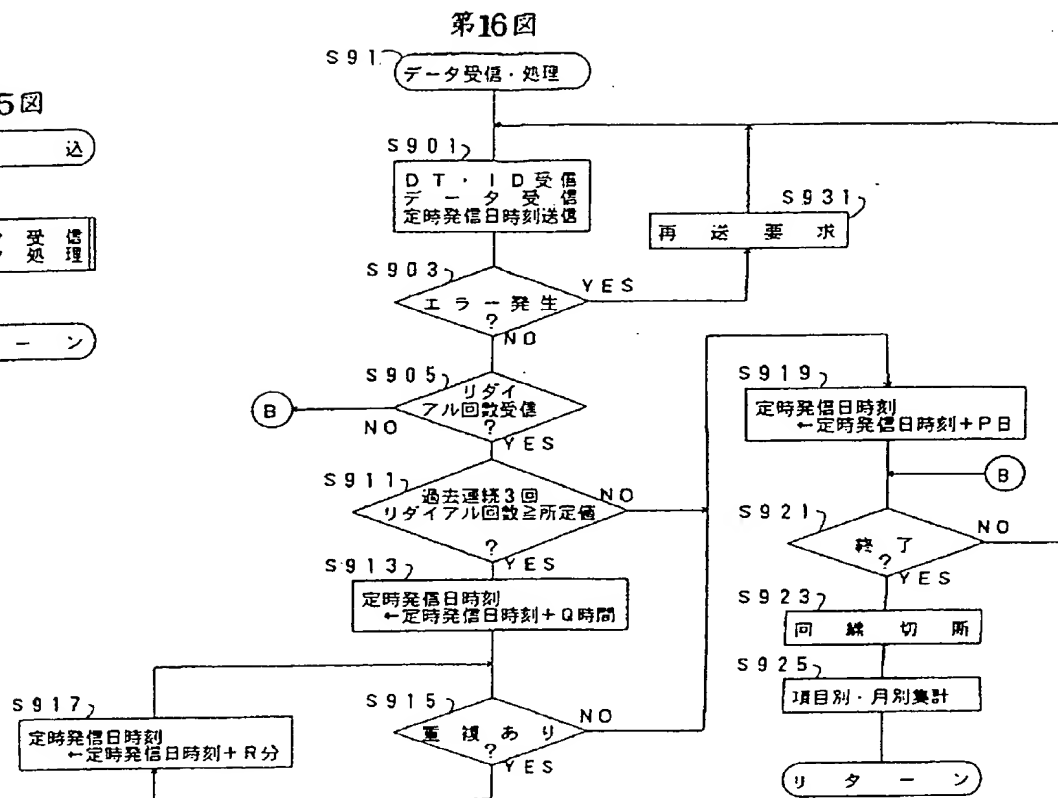 第16図
S91
データ受信・処理
5図
込
受信
処理
ーン
S901
DT・ID受信
データ受信
定時発信日時刻送信
S931
再送要求
S903
エラー発生
?
YES
NO
S905
リダイ
アル回数受信
?
B
NO
YES
S911
過去連続3回
リダイアル回数≧所定値
?
NO
YES
S913
定時発信日時刻
←定時発信日時刻+Q時間
S915
重複あり
?
NO
YES
S917
定時発信日時刻
←定時発信日時刻+R分
S919
定時発信日時刻
←定時発信日時刻+P日
B
S921
終了
?
NO
YES
S923
回線切断
S925
項目別・月別集計
リターン